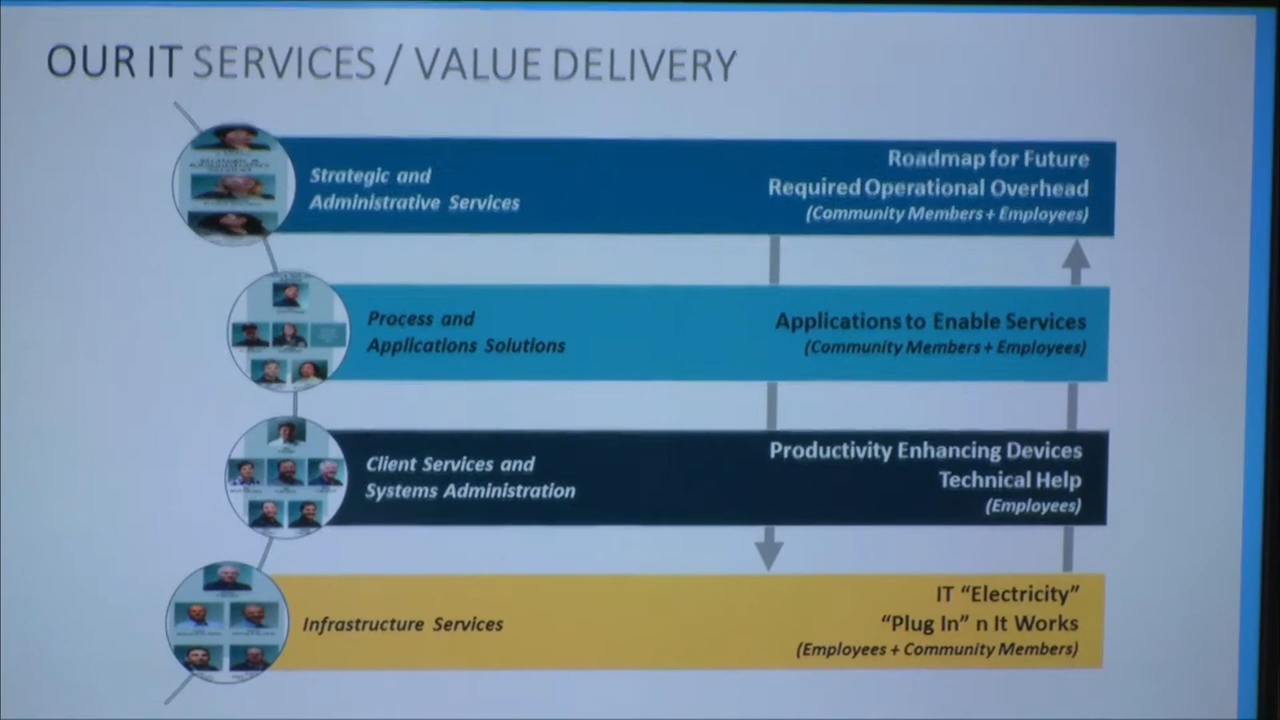 OUR IT SERVICES / VALUE DELIVERY
Strategic and
Administrative Services
Roadmap for Future
Required Operational Overhead
(Community Members + Employees)
Process and
Applications Solutions
Applications to Enable Services
(Community Members + Employees)
Client Services and
Systems Administration
Productivity Enhancing Devices
Technical Help
(Employees)
Infrastructure Services
IT “Electricity”
“Plug In” n It Works
(Employees + Community Members)